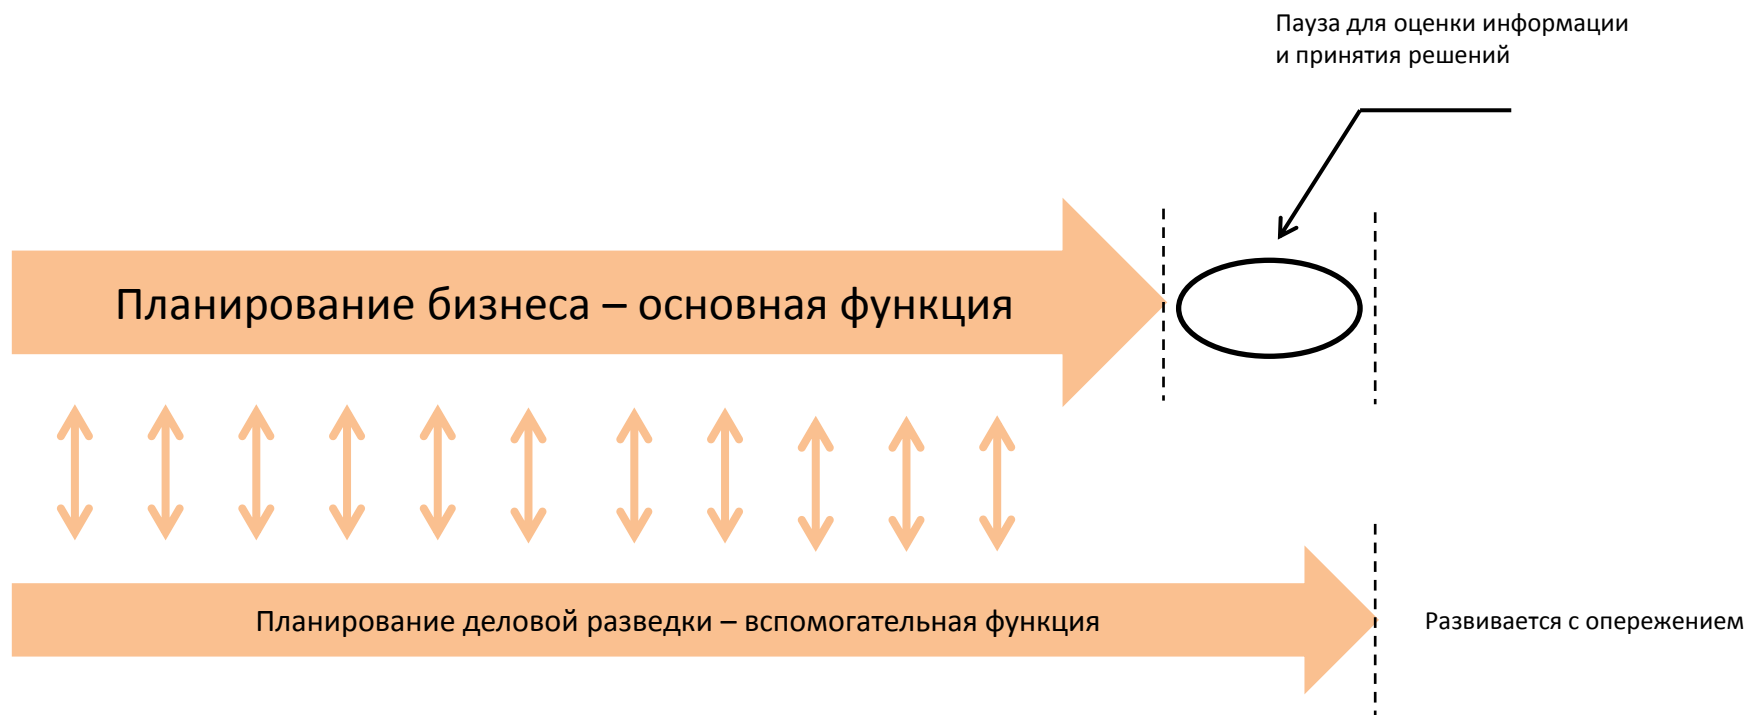 Пауза для оценки информации
и принятия решений
Планирование бизнеса – основная функция
Планирование деловой разведки – вспомогательная функция
Развивается с опережением